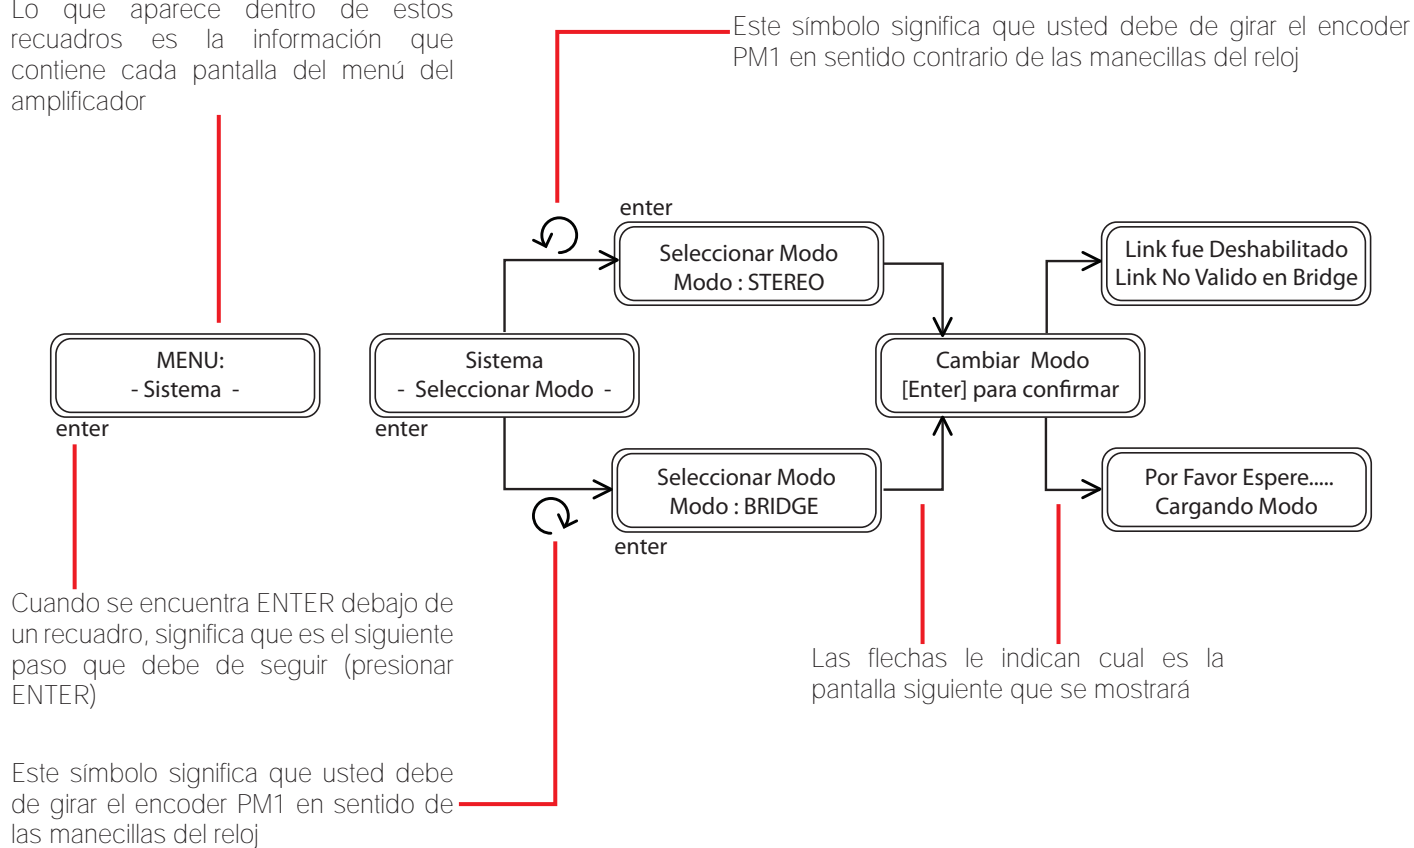 Lo que aparece dentro de estos
recuadros es la información que
contiene cada pantalla del menú del
amplificador
Este símbolo significa que usted debe de girar el encoder
PM1 en sentido contrario de las manecillas del reloj
enter
Seleccionar Modo
Modo : STEREO
Link fue Deshabilitado
Link No Valido en Bridge
MENU:
- Sistema -
enter
Sistema
- Seleccionar Modo -
enter
Cambiar Modo
[Enter] para confirmar
Seleccionar Modo
Modo : BRIDGE
enter
Por Favor Espere.....
Cargando Modo
Cuando se encuentra ENTER debajo de
un recuadro, significa que es el siguiente
paso que debe de seguir (presionar
ENTER)
Las flechas le indican cual es la
pantalla siguiente que se mostrará
Este símbolo significa que usted debe
de girar el encoder PM1 en sentido de
las manecillas del reloj